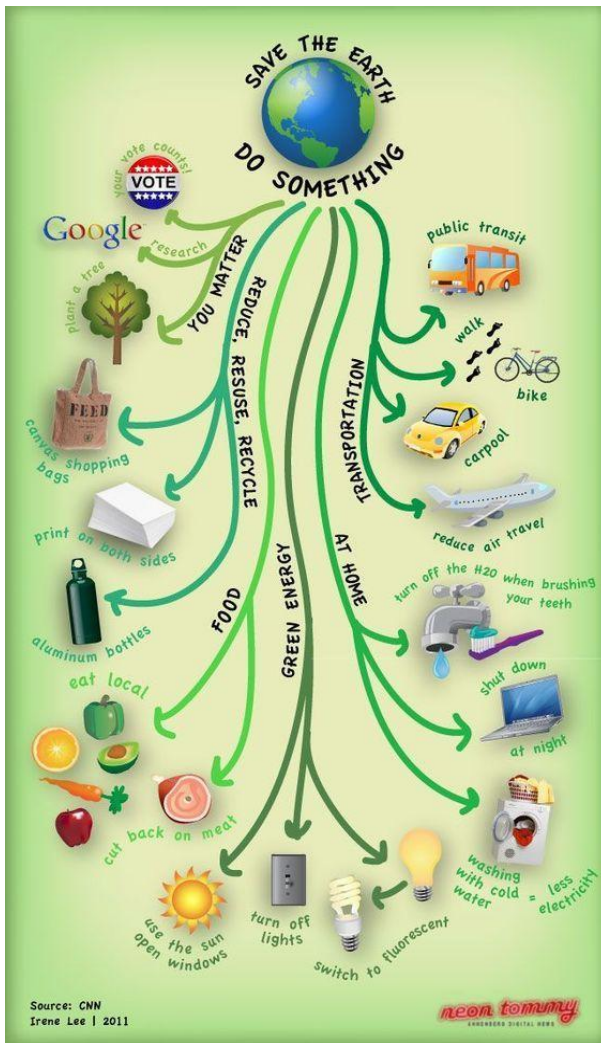 SAVE THE EARTH
DO SOMETHING
your vote counts!
VOTE
Google
research
plant a tree
YOU MATTER
REDUCE, RESUSE, RECYCLE
FEED
canvas shopping
bags
print on both sides
aluminum bottles
FOOD
eat local
cut back on meat
GREEN ENERGY
use the sun
open windows
turn off
lights
switch to fluorescent
AT HOME
turn off the H2O when brushing
your teeth
shut down
at night
washing
with cold = less
water electricity
TRANSPORTATION
public transit
walk
bike
carpool
reduce air travel
Source: CNN
Irene Lee | 2011
neon tommy
ANNENBERG DIGITAL NEWS